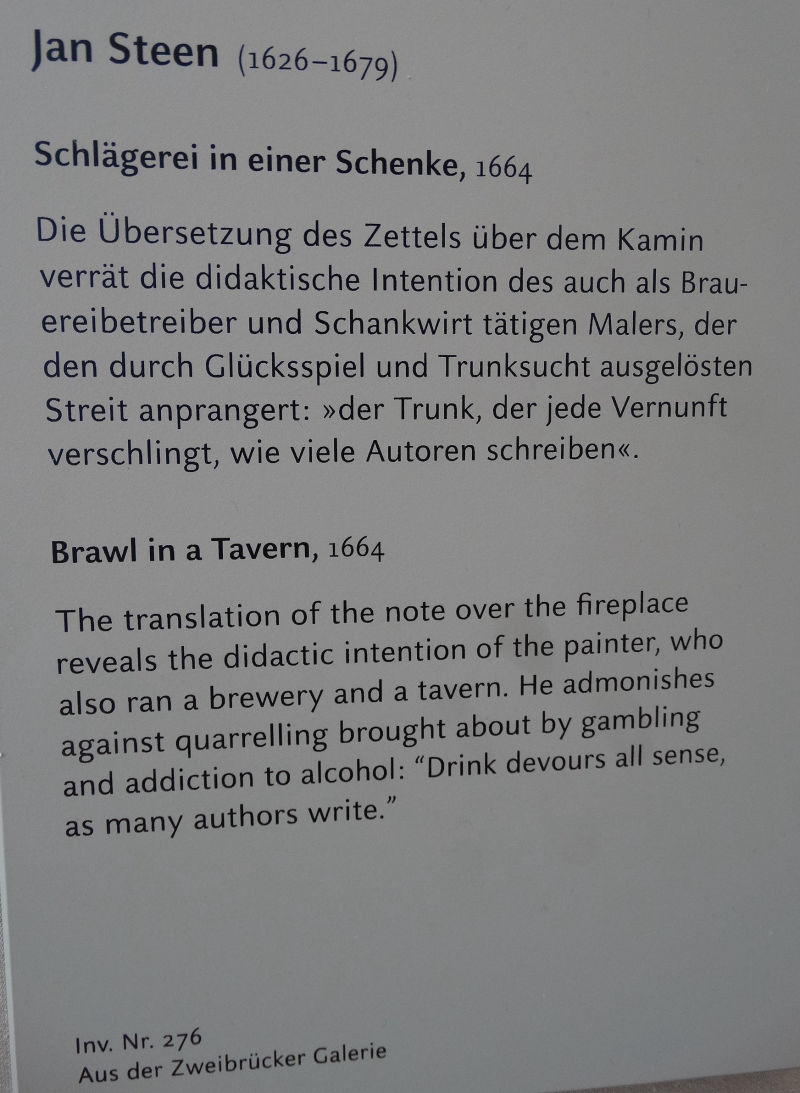 Jan Steen (1626–1679)
Schlägerei in einer Schenke, 1664
Die Übersetzung des Zettels über dem Kamin
verrät die didaktische Intention des auch als Brau-
ereibetreiber und Schankwirt tätigen Malers, der
den durch Glücksspiel und Trunksucht ausgelösten
Streit anprangert: »der Trunk, der jede Vernunft
verschlingt, wie viele Autoren schreiben«.
Brawl in a Tavern, 1664
The translation of the note over the fireplace
reveals the didactic intention of the painter, who
also ran a brewery and a tavern. He admonishes
against quarrelling brought about by gambling
and addiction to alcohol: “Drink devours all sense,
as many authors write.”
Inv. Nr. 276
Aus der Zweibrücker Galerie